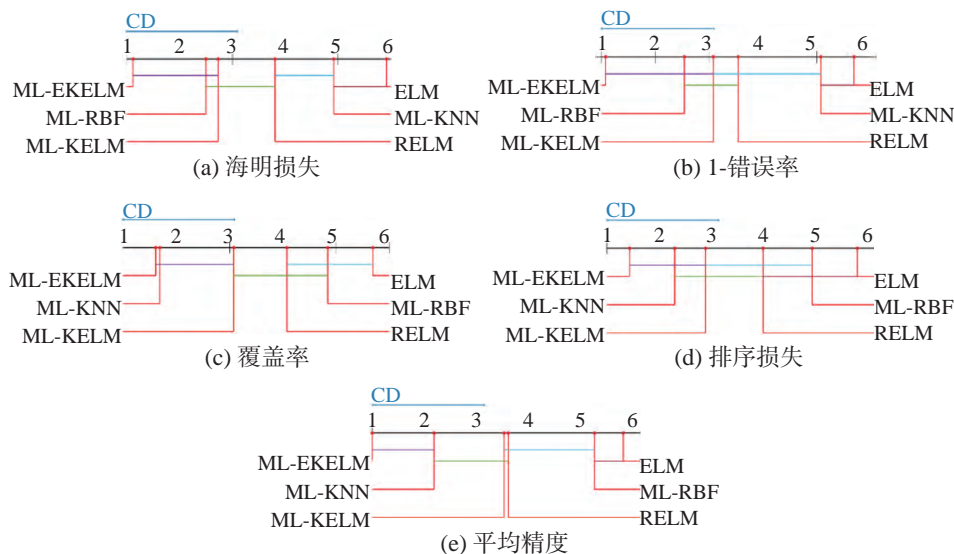 CD
1 2 3 4 5 6
ML-EKELM ELM
ML-RBF ML-KNN
ML-KELM RELM
(a) 海明损失
CD
1 2 3 4 5 6
ML-EKELM ELM
ML-RBF ML-KNN
ML-KELM RELM
(b) 1-错误率
CD
1 2 3 4 5 6
ML-EKELM ELM
ML-KNN ML-RBF
ML-KELM RELM
(c) 覆盖率
CD
1 2 3 4 5 6
ML-EKELM ELM
ML-KNN ML-RBF
ML-KELM RELM
(d) 排序损失
CD
1 2 3 4 5 6
ML-EKELM ELM
ML-KNN ML-RBF
ML-KELM RELM
(e) 平均精度